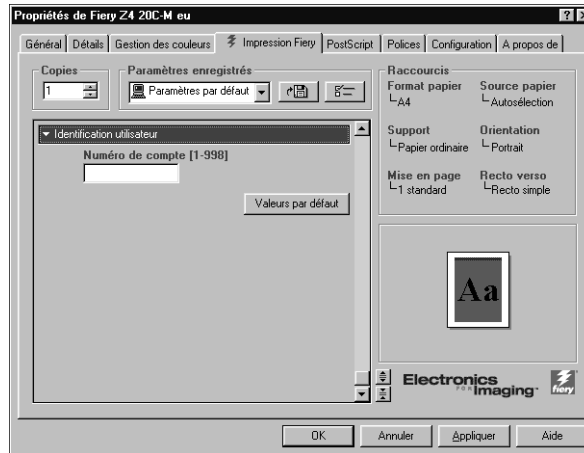 Propriétés de Fiery Z4 20C-M eu
Général Détails Gestion des couleurs Impression Fiery PostScript Polices Configuration A propos de
Copies
1
Paramètres enregistrés
Paramètres par défaut
Identification utilisateur
Numéro de compte [1-998]
Valeurs par défaut
Raccourcis
Format papier Source papier
A4 Autosélection
Support Orientation
Papier ordinaire Portrait
Mise en page Recto verso
1 standard Recto simple
Aa
Electronics
FOR Imaging
fiery
OK Annuler Appliquer Aide